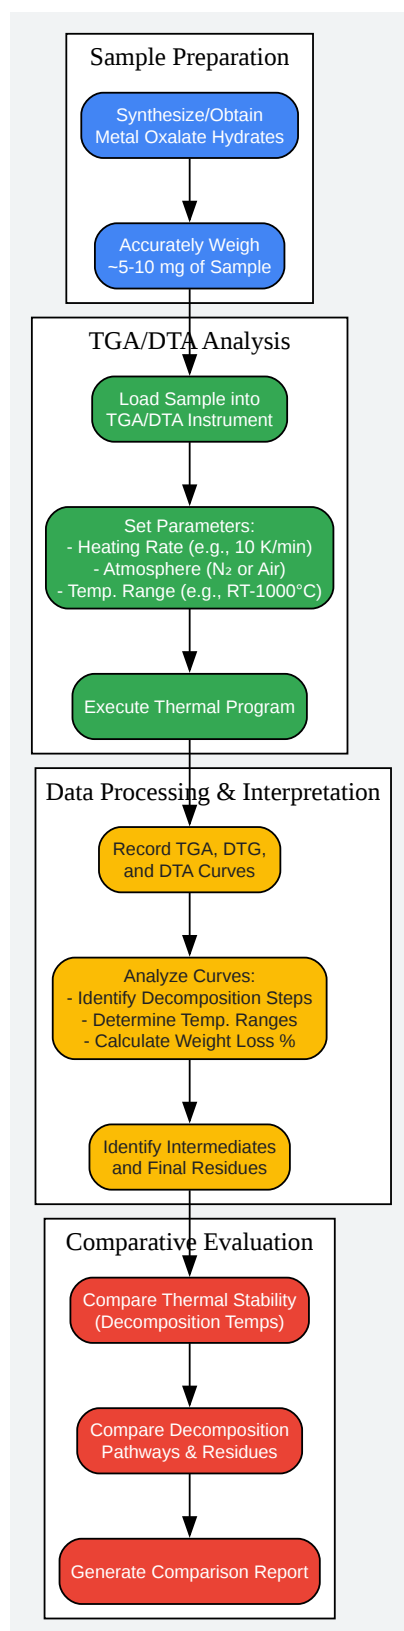 Sample Preparation
Synthesize/Obtain
Metal Oxalate Hydrates
Accurately Weigh
~5-10 mg of Sample
TGA/DTA Analysis
Load Sample into
TGA/DTA Instrument
Set Parameters:
- Heating Rate (e.g., 10 K/min)
- Atmosphere (N₂ or Air)
- Temp. Range (e.g., RT-1000°C)
Execute Thermal Program
Data Processing & Interpretation
Record TGA, DTG,
and DTA Curves
Analyze Curves:
- Identify Decomposition Steps
- Determine Temp. Ranges
- Calculate Weight Loss %
Identify Intermediates
and Final Residues
Comparative Evaluation
Compare Thermal Stability
(Decomposition Temps)
Compare Decomposition
Pathways & Residues
Generate Comparison Report